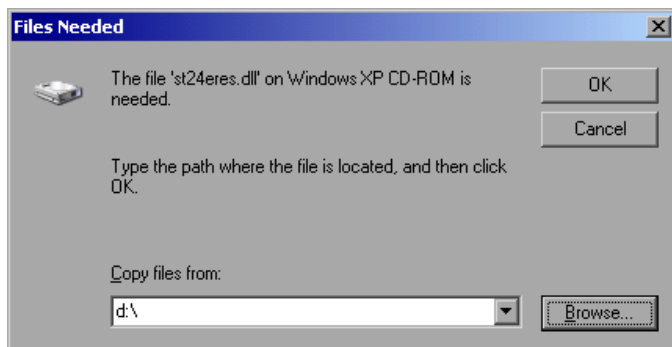 Files Needed
The file 'st24eres.dll' on Windows XP CD-ROM is
needed.
OK
Cancel
Type the path where the file is located, and then click
OK.
Copy files from:
d:\
Browse...